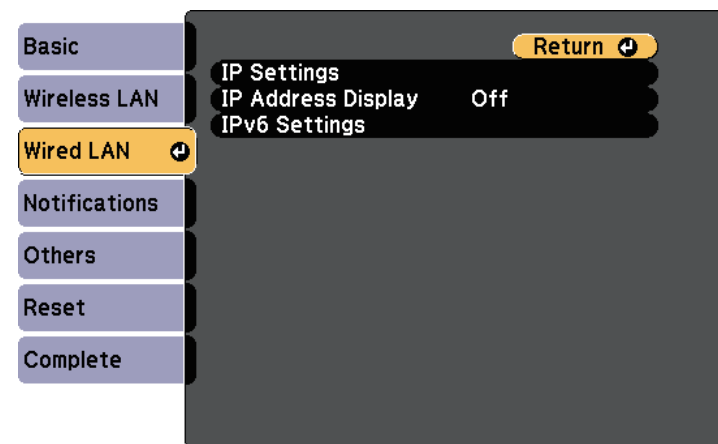 Basic
Wireless LAN
Wired LAN
Notifications
Others
Reset
Complete
Return
IP Settings
IP Address Display Off
IPv6 Settings